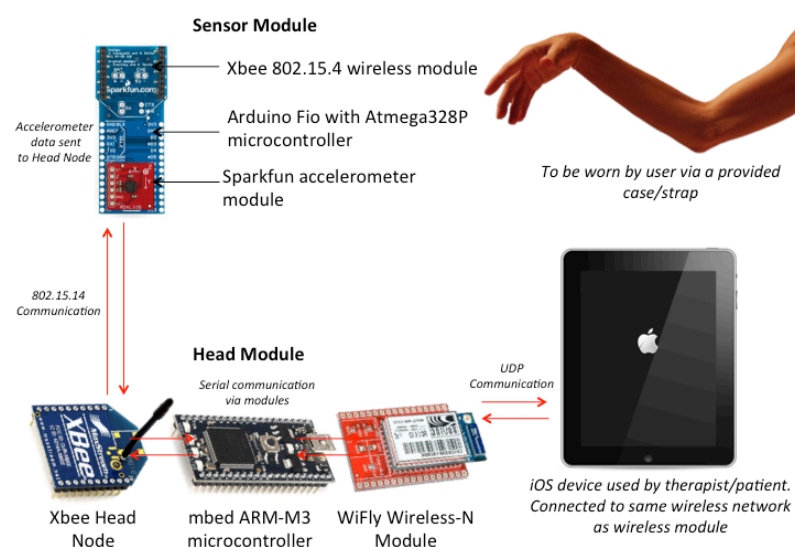 Sensor Module
Xbee 802.15.4 wireless module
Arduino Fio with Atmega328P
microcontroller
Sparkfun accelerometer
module
Accelerometer
data sent
to Head Node
Sparkfun.com
To be worn by user via a provided
case/strap
802.15.14
Communication
Head Module
Serial communication
via modules
UDP
Communication
XBee
Xbee Head
Node
mbed ARM-M3
microcontroller
WiFly Wireless-N
Module
iOS device used by therapist/patient.
Connected to same wireless network
as wireless module